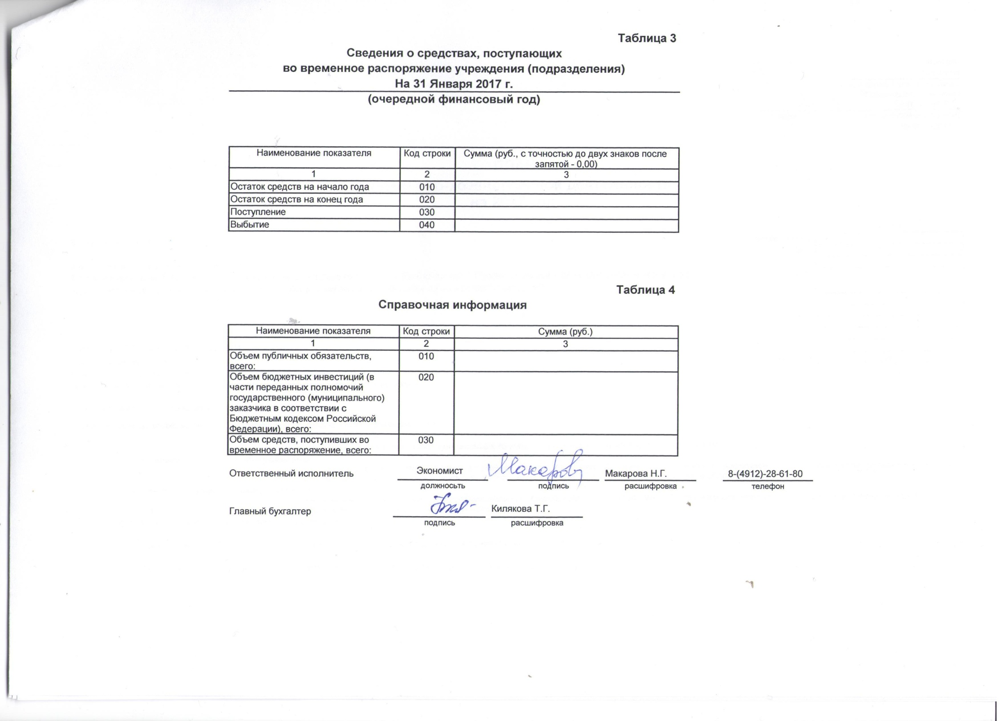 Таблица 3
Сведения о средствах, поступающих
во временное распоряжение учреждения (подразделения)
На 31 Января 2017 г.
(очередной финансовый год)
Наименование показателя Код строки Сумма (руб., с точностью до двух знаков после
запятой - 0,00)
1 2 3
Остаток средств на начало года 010
Остаток средств на конец года 020
Поступление 030
Выбытие 040
Таблица 4
Справочная информация
Наименование показателя Код строки Сумма (руб.)
1 2 3
Объем публичных обязательств, 010
всего:
Объем бюджетных инвестиций (в 020
части переданных полномочий
государственного (муниципального)
заказчика в соответствии с
Бюджетным кодексом Российской
Федерации), всего:
Объем средств, поступивших во 030
временное распоряжение, всего:
Ответственный исполнитель Экономист Макарова Н.Г. 8-(4912)-28-61-80
должносьть подпись расшифровка телефон
Главный бухгалтер Килякова Т.Г.
подпись расшифровка